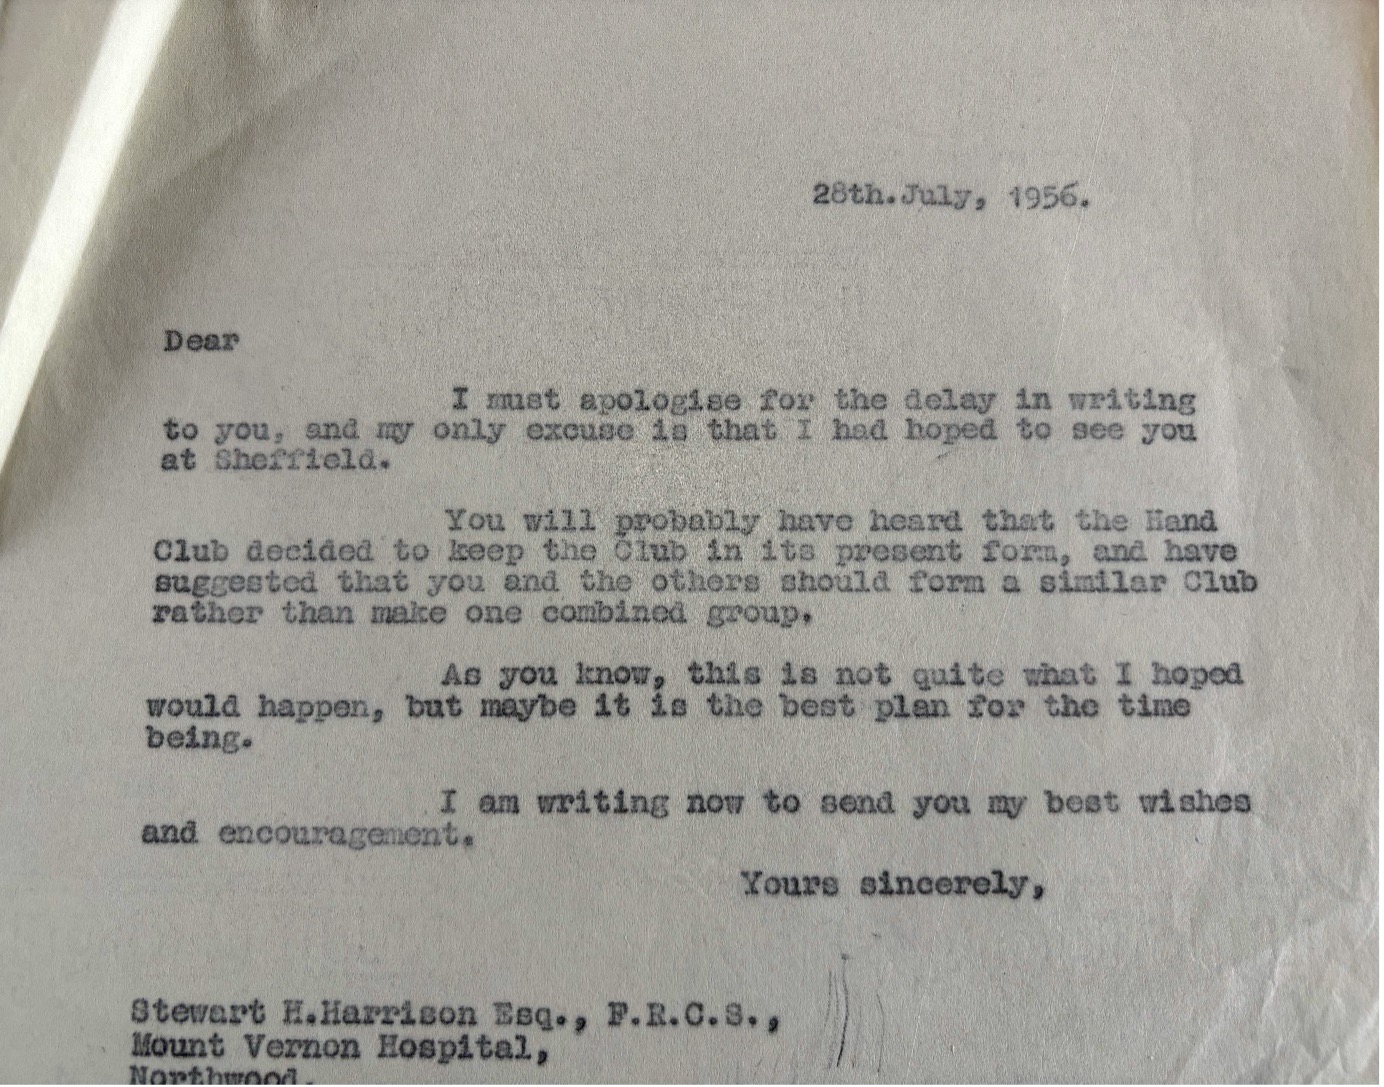 28th.July, 1956.
Dear
I must apologise for the delay in writing
to you, and my only excuse is that I had hoped to see you
at Sheffield.
You will probably have heard that the Hand
Club decided to keep the Club in its present form, and have
suggested that you and the others should form a similar Club
rather than make one combined group.
As you know, this is not quite what I hoped
would happen, but maybe it is the best plan for the time
being.
I am writing now to send you my best wishes
and encouragement.
Yours sincerely,
Stewart H.Harrison Esq., F.R.C.S.,
Mount Vernon Hospital,
Northwood.